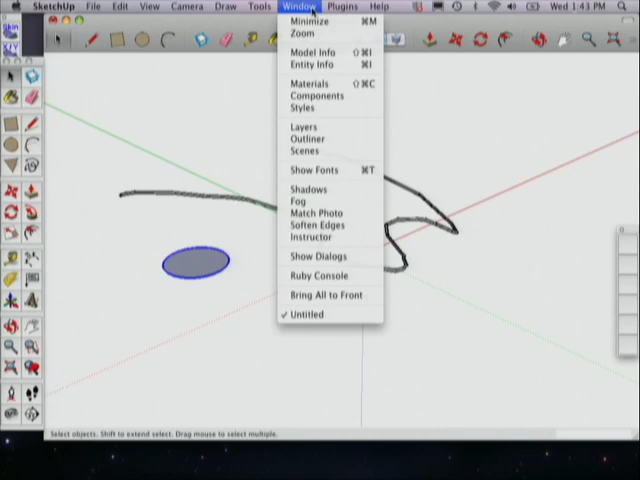 SketchUp File Edit View Camera Draw Tools Window Plugins Help Wed 1:43 PM
Skin
X/Y
Minimize ⌘M
Zoom
Model Info ⇧⌘I
Entity Info ⌘I
Materials ⇧⌘C
Components
Styles
Layers
Outliner
Scenes
Show Fonts ⌘T
Shadows
Fog
Match Photo
Soften Edges
Instructor
Show Dialogs
Ruby Console
Bring All to Front
✓ Untitled
Select objects. Shift to extend select. Drag mouse to select multiple.